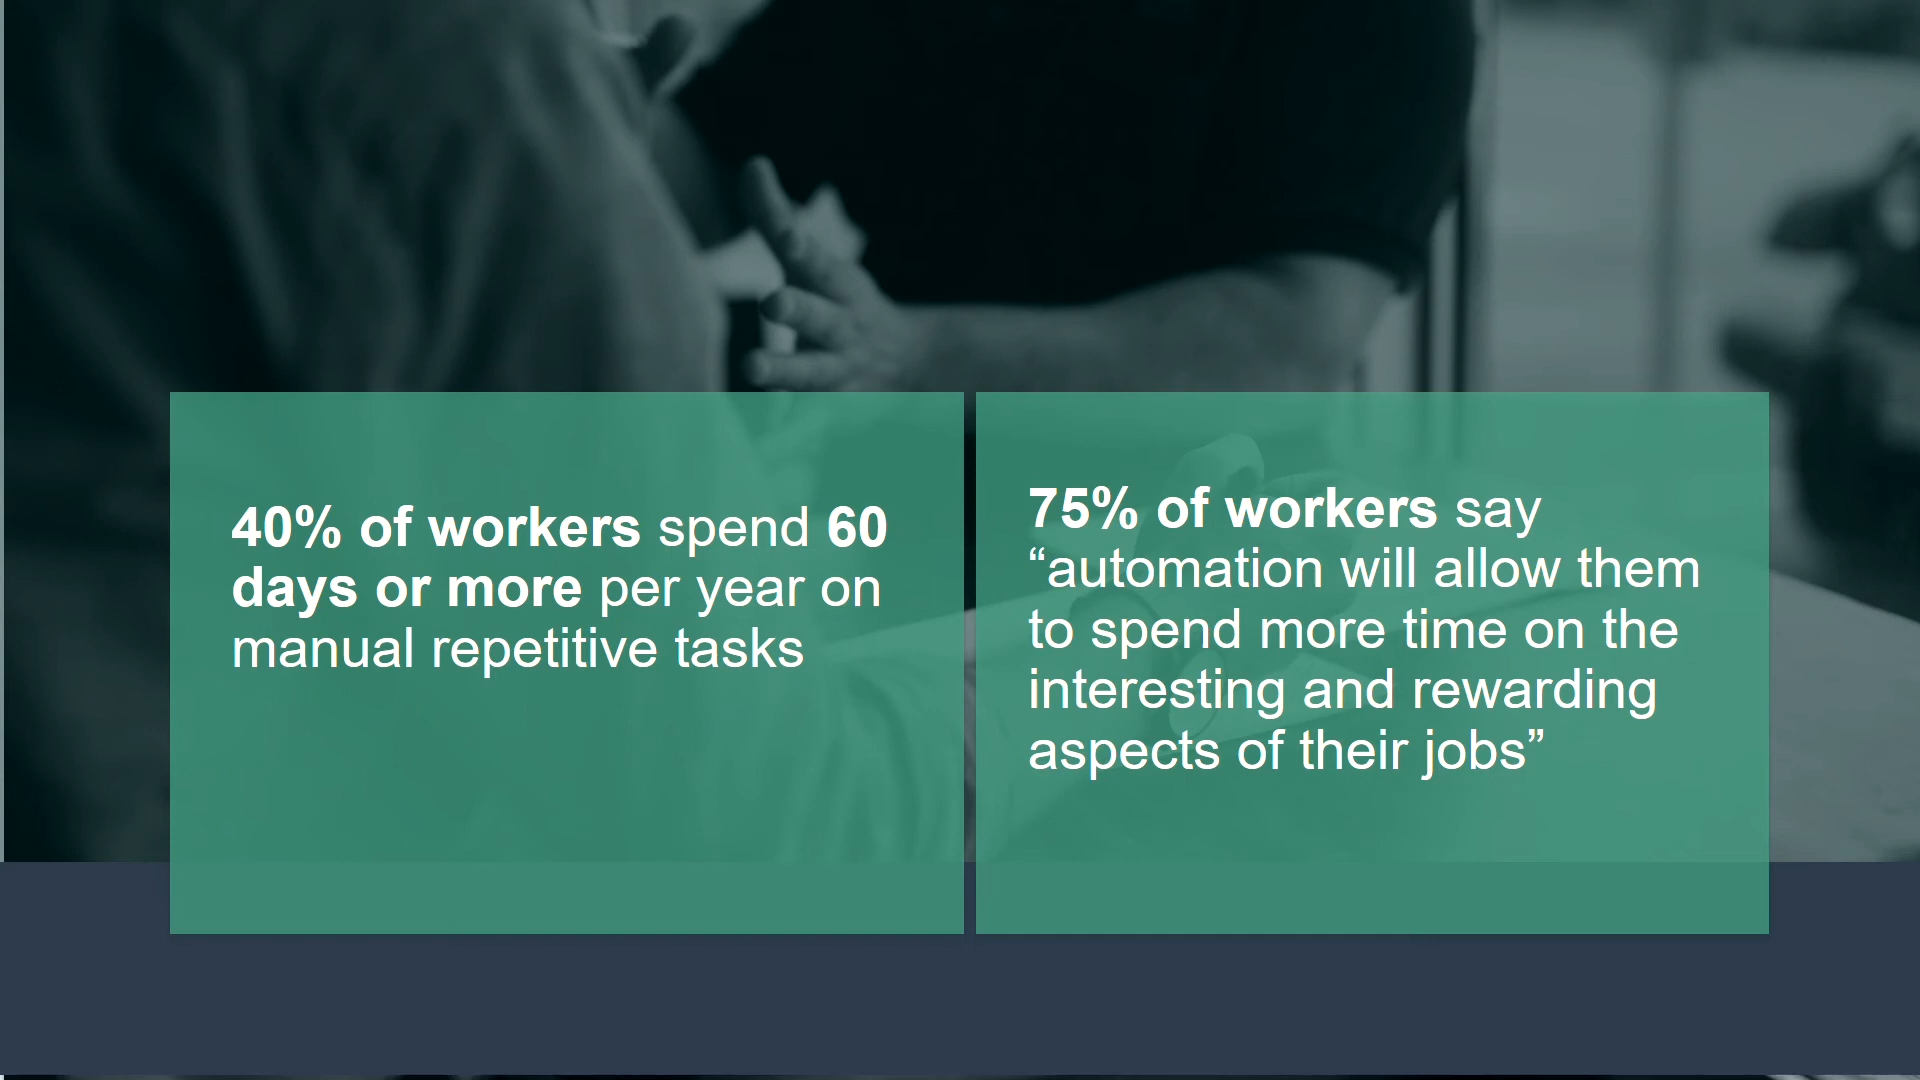 40% of workers spend 60
days or more per year on
manual repetitive tasks
75% of workers say
“automation will allow them
to spend more time on the
interesting and rewarding
aspects of their jobs”